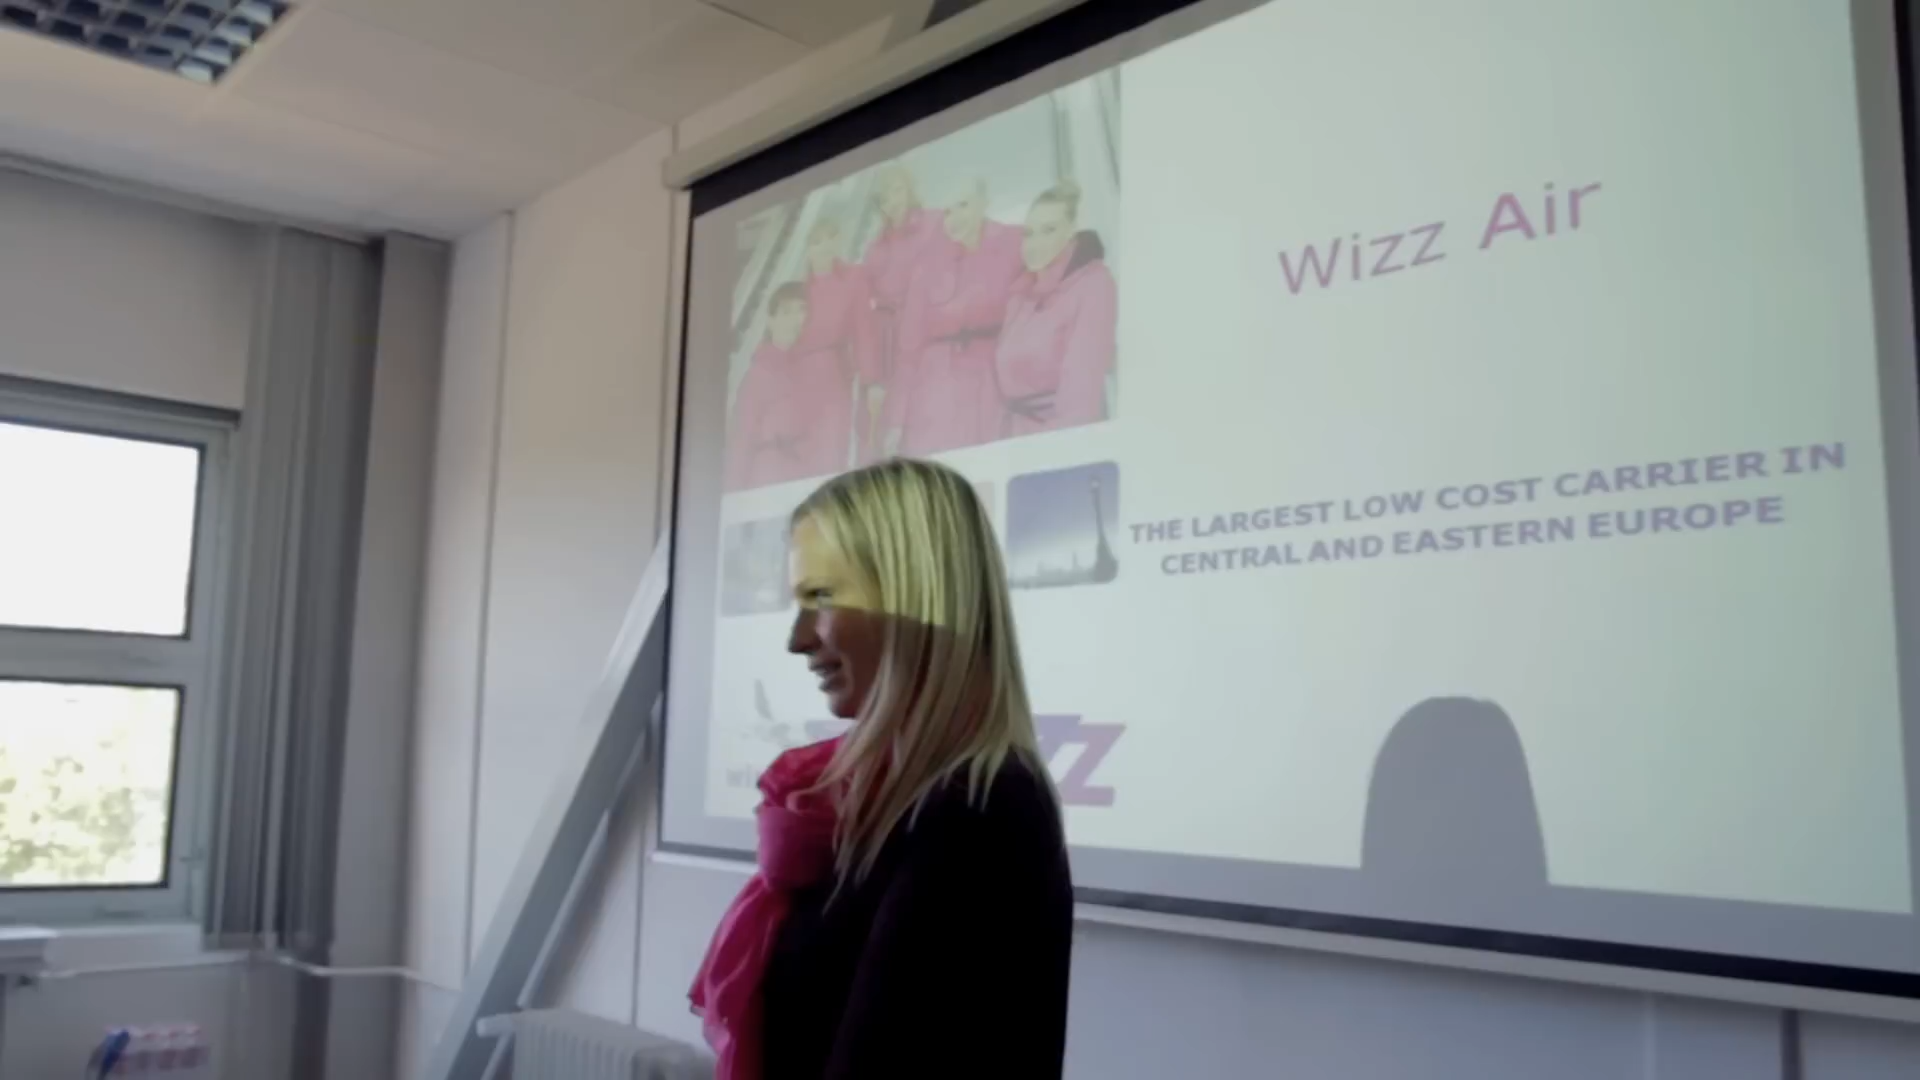 Wizz Air
THE LARGEST LOW COST CARRIER IN
CENTRAL AND EASTERN EUROPE